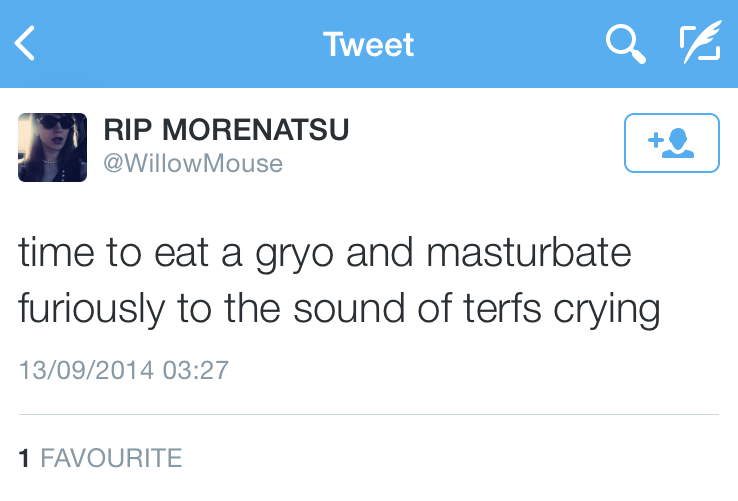 Tweet
RIP MORENATSU
@WillowMouse
time to eat a gryo and masturbate
furiously to the sound of terfs crying
13/09/2014 03:27
1 FAVOURITE